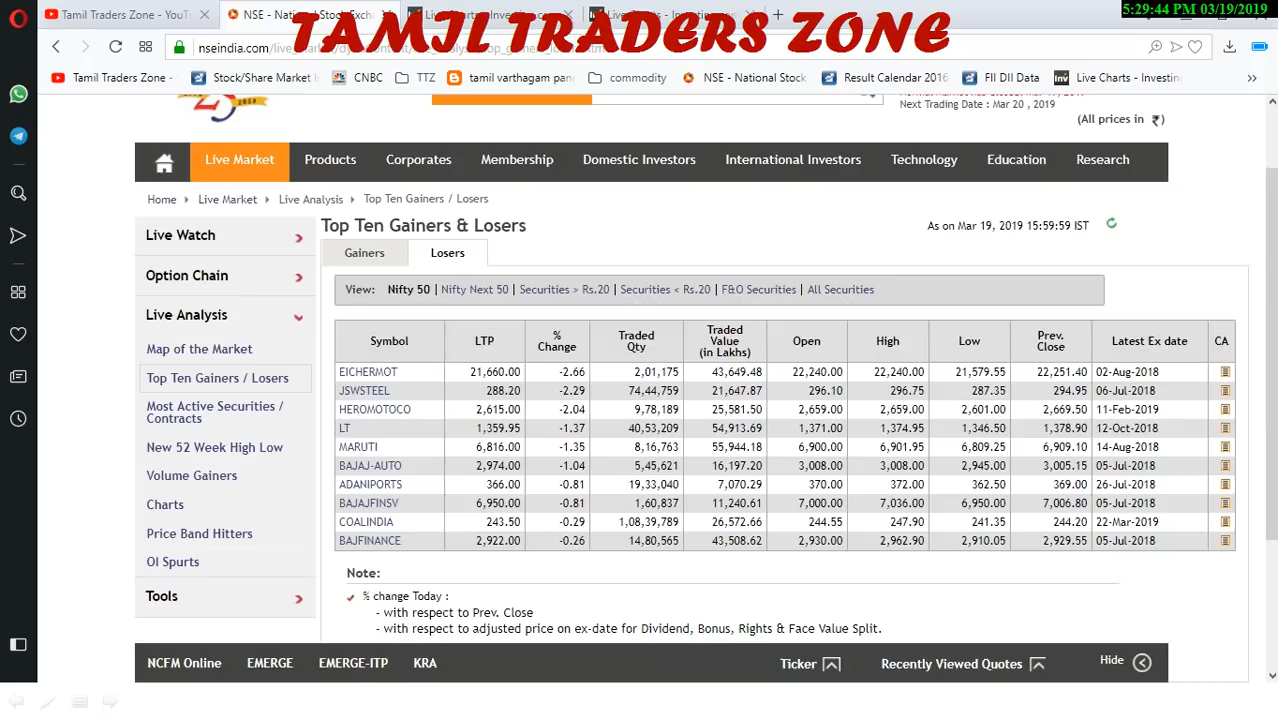 Tamil Traders Zone - YouT
NSE - National Stock Exch
TAMIL TRADERS ZONE
5:29:44 PM 03/19/2019
nseindia.com/live_market/
Tamil Traders Zone -
Stock/Share Market
CNBC
TTZ
tamil varthagam pan
commodity
NSE - National Stock
Result Calendar 2016
FII DII Data
Live Charts - Investin
»
Next Trading Date : Mar 20 , 2019
(All prices in ₹)
Live Market Products Corporates Membership Domestic Investors International Investors Technology Education Research
Home Live Market Live Analysis Top Ten Gainers / Losers
Live Watch
Option Chain
Live Analysis
Map of the Market
Top Ten Gainers / Losers
Most Active Securities /
Contracts
New 52 Week High Low
Volume Gainers
Charts
Price Band Hitters
OI Spurts
Tools
Top Ten Gainers & Losers
As on Mar 19, 2019 15:59:59 IST
Gainers Losers
View: Nifty 50 | Nifty Next 50 | Securities > Rs.20 | Securities < Rs.20 | F&O Securities | All Securities
Symbol LTP % Change Traded Qty Traded Value (in Lakhs) Open High Low Prev. Close Latest Ex date CA
EICHERMOT 21,660.00 -2.66 2,01,175 43,649.48 22,240.00 22,240.00 21,579.55 22,251.40 02-Aug-2018
JSWSTEEL 288.20 -2.29 74,44,759 21,647.87 296.10 296.75 287.35 294.95 06-Jul-2018
HEROMOTOCO 2,615.00 -2.04 9,78,189 25,581.50 2,659.00 2,659.00 2,601.00 2,669.50 11-Feb-2019
LT 1,359.95 -1.37 40,53,209 54,913.69 1,371.00 1,374.95 1,346.50 1,378.90 12-Oct-2018
MARUTI 6,816.00 -1.35 8,16,763 55,944.18 6,900.00 6,901.95 6,809.25 6,909.10 14-Aug-2018
BAJAJ-AUTO 2,974.00 -1.04 5,45,621 16,197.20 3,008.00 3,008.00 2,945.00 3,005.15 05-Jul-2018
ADANIPORTS 366.00 -0.81 19,33,040 7,070.29 370.00 372.00 362.50 369.00 26-Jul-2018
BAJAJFINSV 6,950.00 -0.81 1,60,837 11,240.61 7,000.00 7,036.00 6,950.00 7,006.80 05-Jul-2018
COALINDIA 243.50 -0.29 1,08,39,789 26,572.66 244.55 247.90 241.35 244.20 22-Mar-2019
BAJFINANCE 2,922.00 -0.26 14,80,565 43,508.62 2,930.00 2,962.90 2,910.05 2,929.55 05-Jul-2018
Note:
% change Today :
- with respect to Prev. Close
- with respect to adjusted price on ex-date for Dividend, Bonus, Rights & Face Value Split.
NCFM Online EMERGE EMERGE-ITP KRA Ticker Recently Viewed Quotes Hide